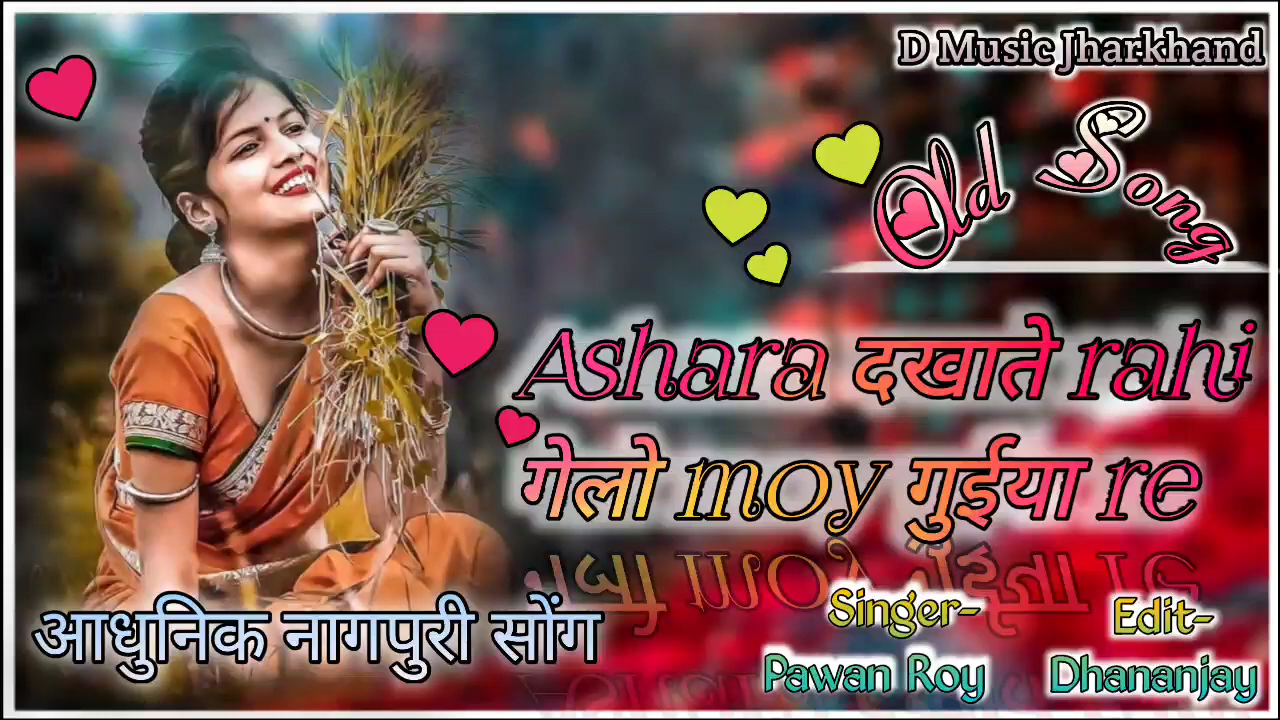 D Music Jharkhand
Old Song
Ashara दखाते rahi
गेलो moy गुईया re
आधुनिक नागपुरी सोंग
Singer-
Pawan Roy
Edit-
Dhananjay